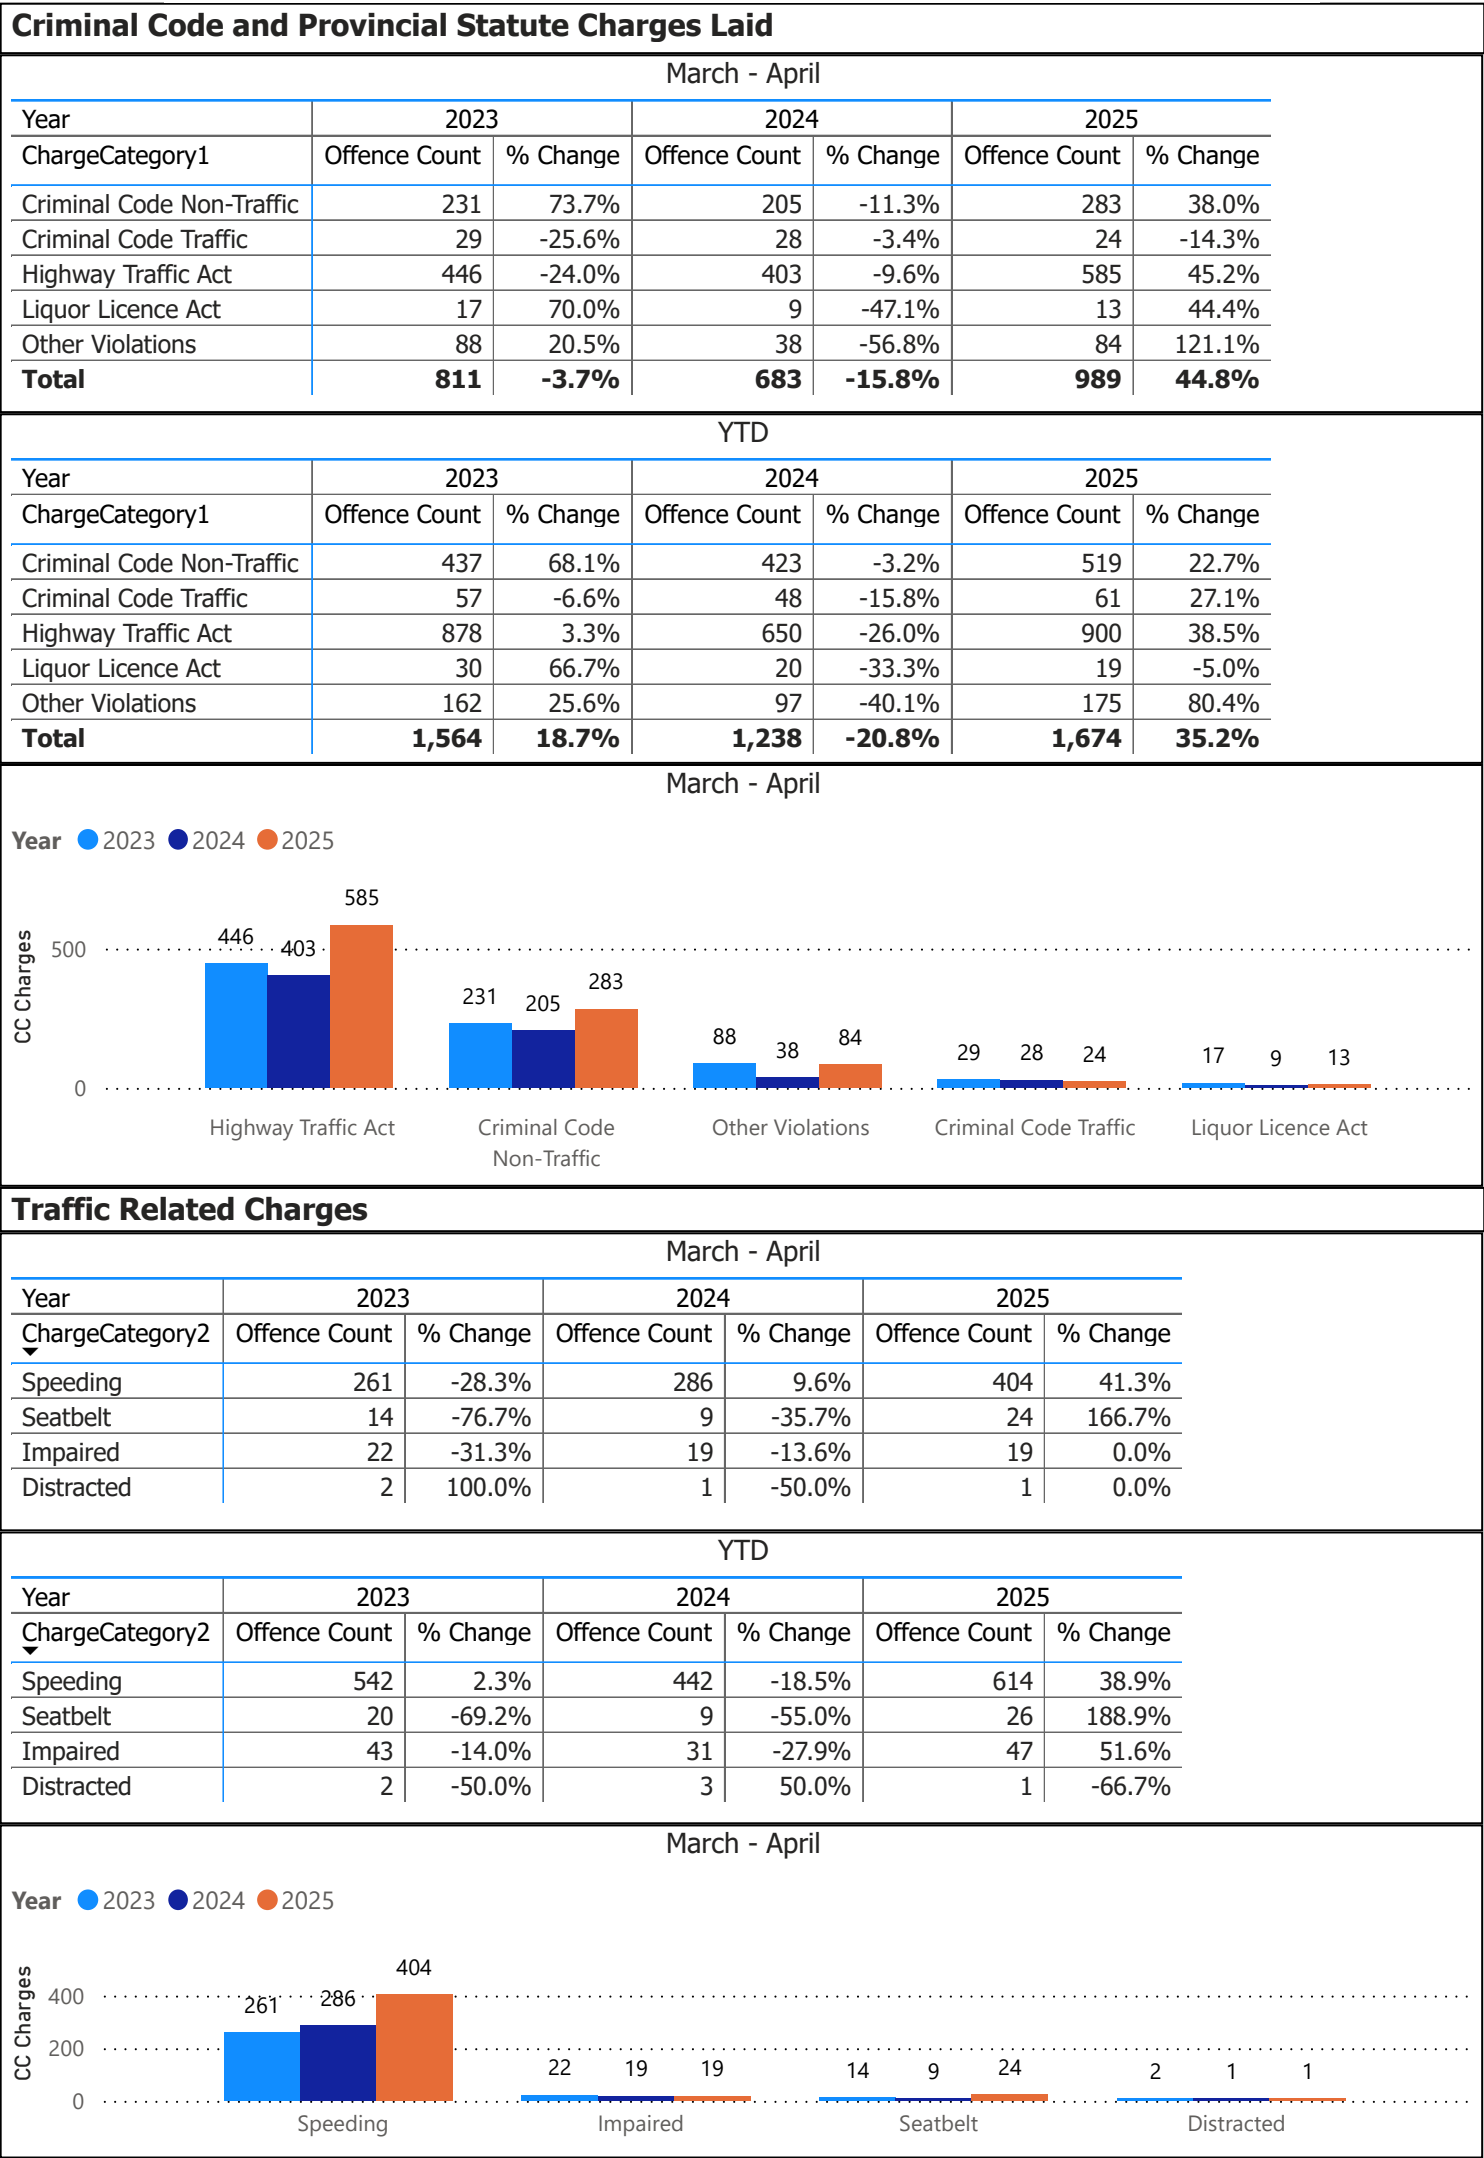 Criminal Code and Provincial Statute Charges Laid
March - April
Year 2023 2024 2025
ChargeCategory1 Offence Count % Change Offence Count % Change Offence Count % Change
Criminal Code Non-Traffic 231 73.7% 205 -11.3% 283 38.0%
Criminal Code Traffic 29 -25.6% 28 -3.4% 24 -14.3%
Highway Traffic Act 446 -24.0% 403 -9.6% 585 45.2%
Liquor Licence Act 17 70.0% 9 -47.1% 13 44.4%
Other Violations 88 20.5% 38 -56.8% 84 121.1%
Total 811 -3.7% 683 -15.8% 989 44.8%
YTD
Year 2023 2024 2025
ChargeCategory1 Offence Count % Change Offence Count % Change Offence Count % Change
Criminal Code Non-Traffic 437 68.1% 423 -3.2% 519 22.7%
Criminal Code Traffic 57 -6.6% 48 -15.8% 61 27.1%
Highway Traffic Act 878 3.3% 650 -26.0% 900 38.5%
Liquor Licence Act 30 66.7% 20 -33.3% 19 -5.0%
Other Violations 162 25.6% 97 -40.1% 175 80.4%
Total 1,564 18.7% 1,238 -20.8% 1,674 35.2%
March - April
Year 2023 2024 2025
CC Charges
500
0
446 403 585
231 205 283
88 38 84
29 28 24
17 9 13
Highway Traffic Act
Criminal Code
Non-Traffic
Other Violations
Criminal Code Traffic
Liquor Licence Act
Traffic Related Charges
March - April
Year 2023 2024 2025
ChargeCategory2 Offence Count % Change Offence Count % Change Offence Count % Change
Speeding 261 -28.3% 286 9.6% 404 41.3%
Seatbelt 14 -76.7% 9 -35.7% 24 166.7%
Impaired 22 -31.3% 19 -13.6% 19 0.0%
Distracted 2 100.0% 1 -50.0% 1 0.0%
YTD
Year 2023 2024 2025
ChargeCategory2 Offence Count % Change Offence Count % Change Offence Count % Change
Speeding 542 2.3% 442 -18.5% 614 38.9%
Seatbelt 20 -69.2% 9 -55.0% 26 188.9%
Impaired 43 -14.0% 31 -27.9% 47 51.6%
Distracted 2 -50.0% 3 50.0% 1 -66.7%
March - April
Year 2023 2024 2025
CC Charges
400
200
0
261 286 404
22 19 19
14 9 24
2 1 1
Speeding
Impaired
Seatbelt
Distracted